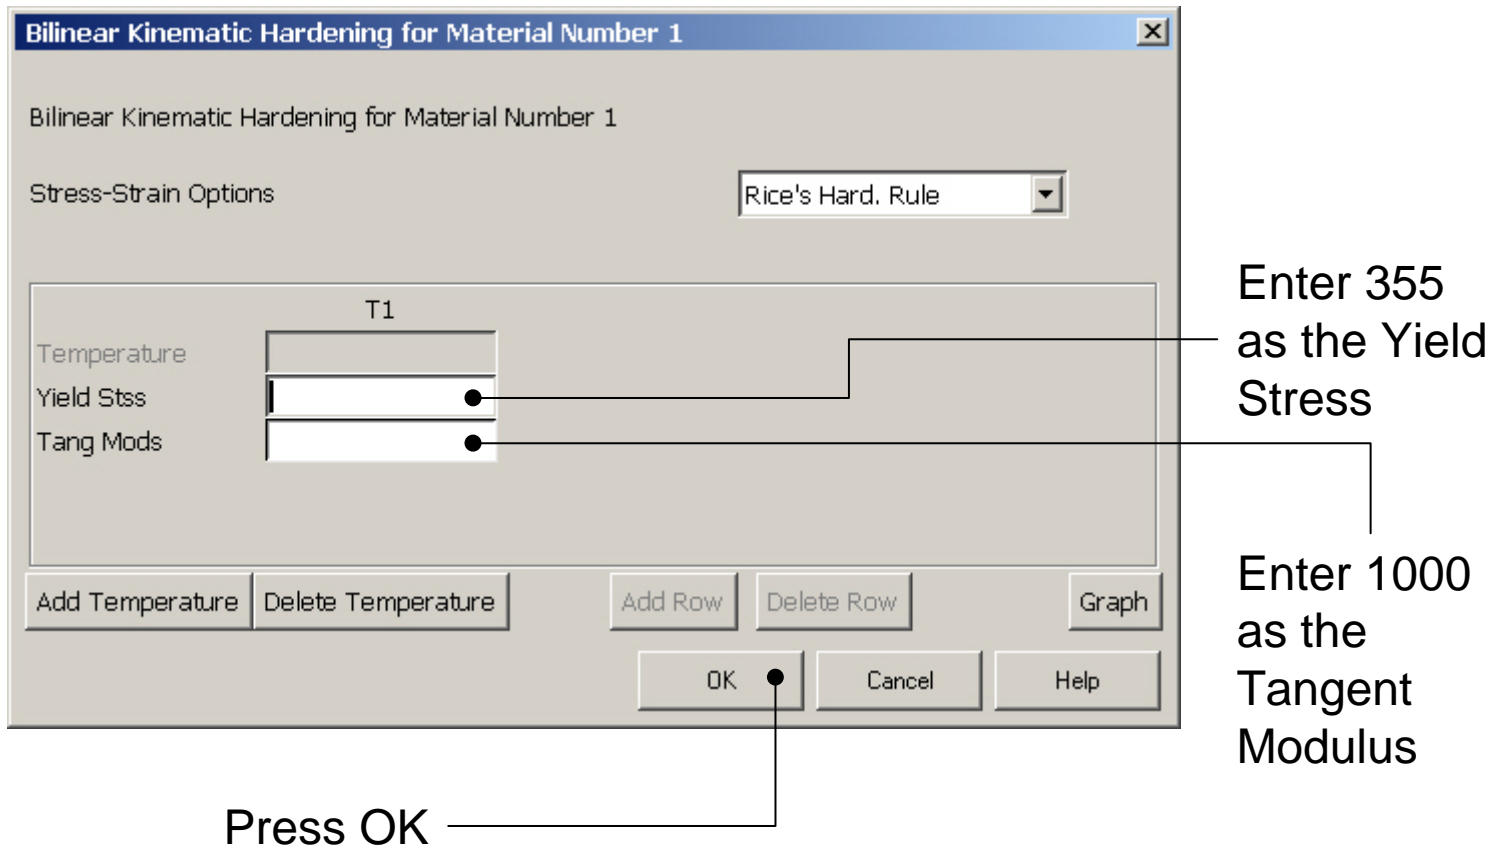 Bilinear Kinematic Hardening for Material Number 1
Bilinear Kinematic Hardening for Material Number 1
Stress-Strain Options
Rice's Hard. Rule
T1
Temperature
Yield Stss
Tang Mods
Add Temperature
Delete Temperature
Add Row
Delete Row
Graph
OK
Cancel
Help
Enter 355
as the Yield
Stress
Enter 1000
as the
Tangent
Modulus
Press OK